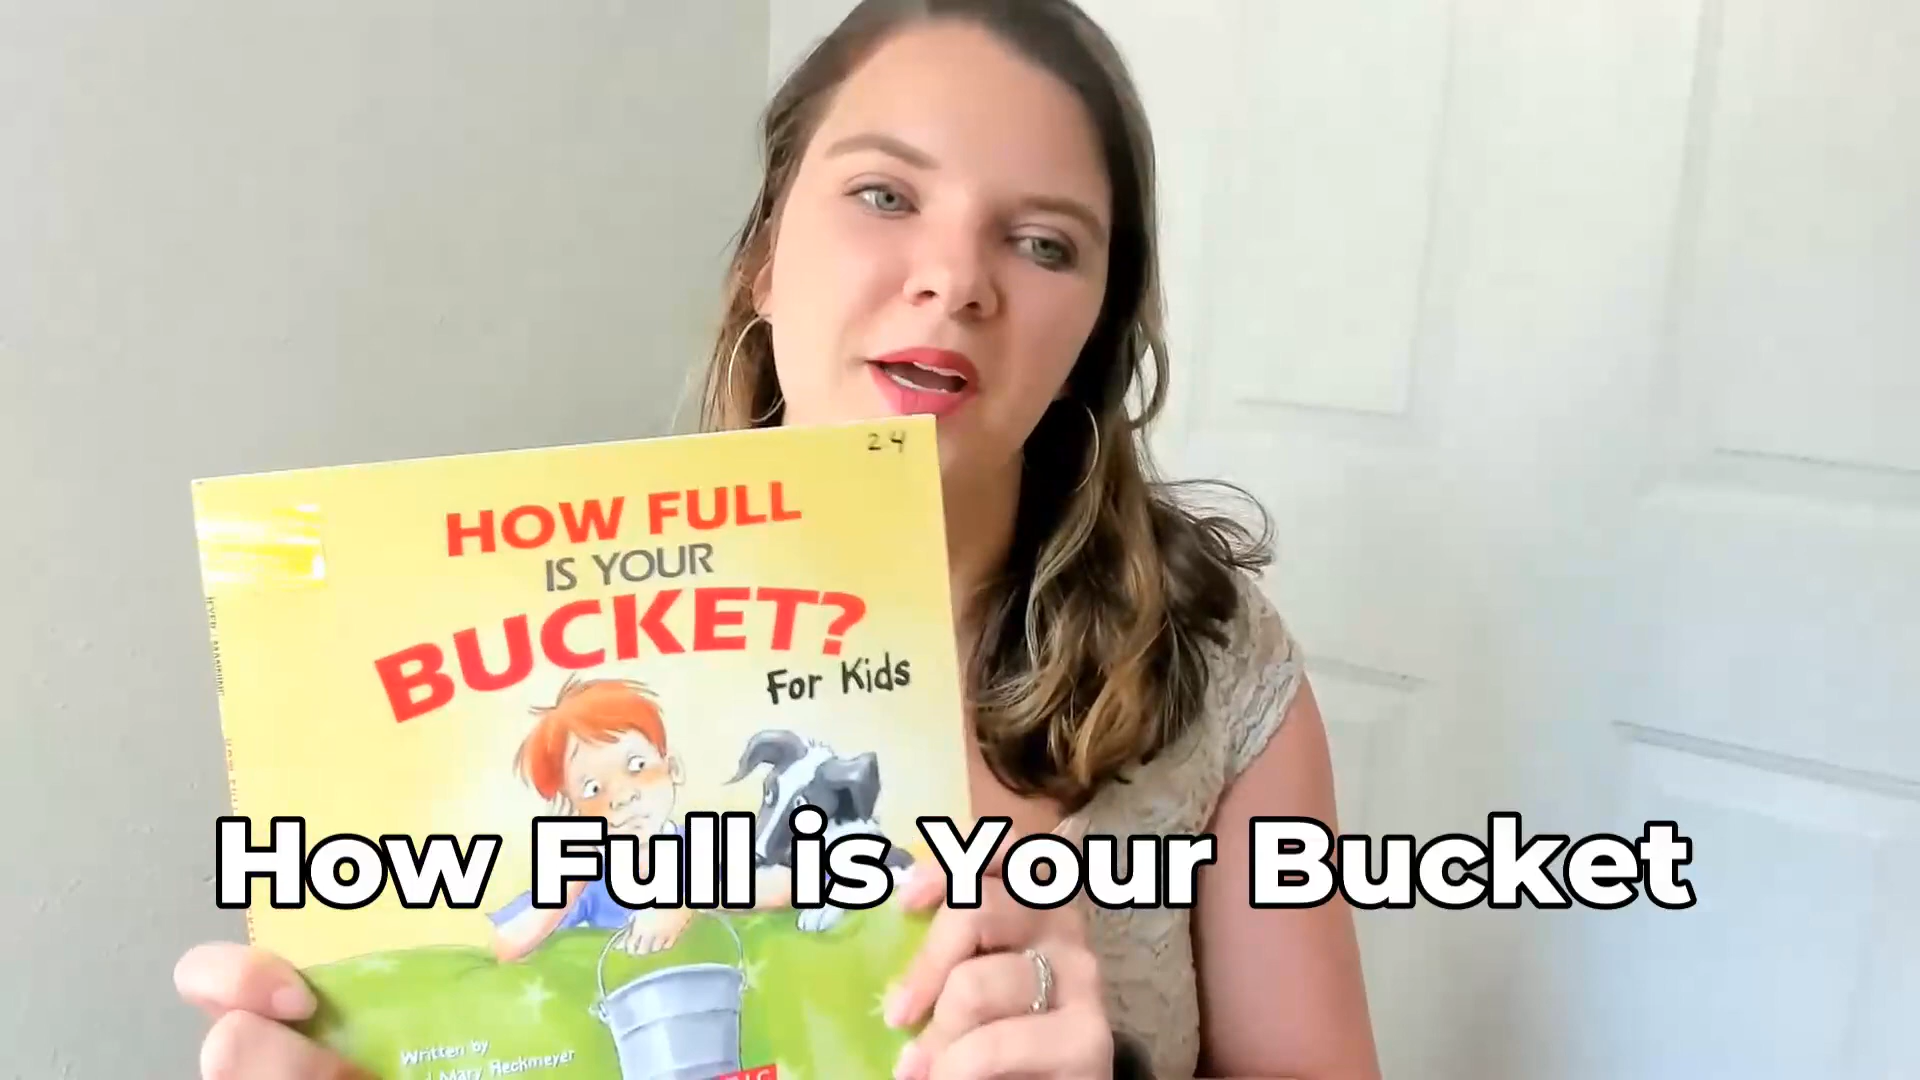 24
HOW FULL
IS YOUR
BUCKET?
For Kids
How Full is Your Bucket
Written by
Mary Reckmeyer